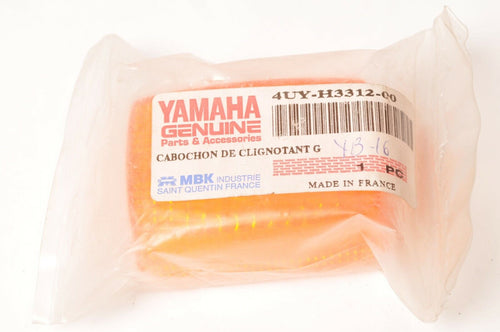 YAMAHA
GENUINE
Parts & Accessories
4UY-H3312-00
CABOCHON DE CLIGNOTANT G
YB-16
1 PC
MBK INDUSTRIE
SAINT QUENTIN FRANCE
MADE IN FRANCE